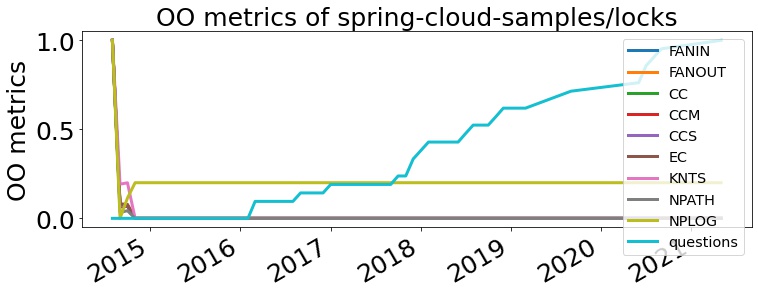 OO metrics of spring-cloud-samples/locks
OO metrics
1.0
0.5
0.0
2015
2016
2017
2018
2019
2020
2021
FANIN
FANOUT
CC
CCM
CCS
EC
KNTS
NPATH
NPLOG
questions